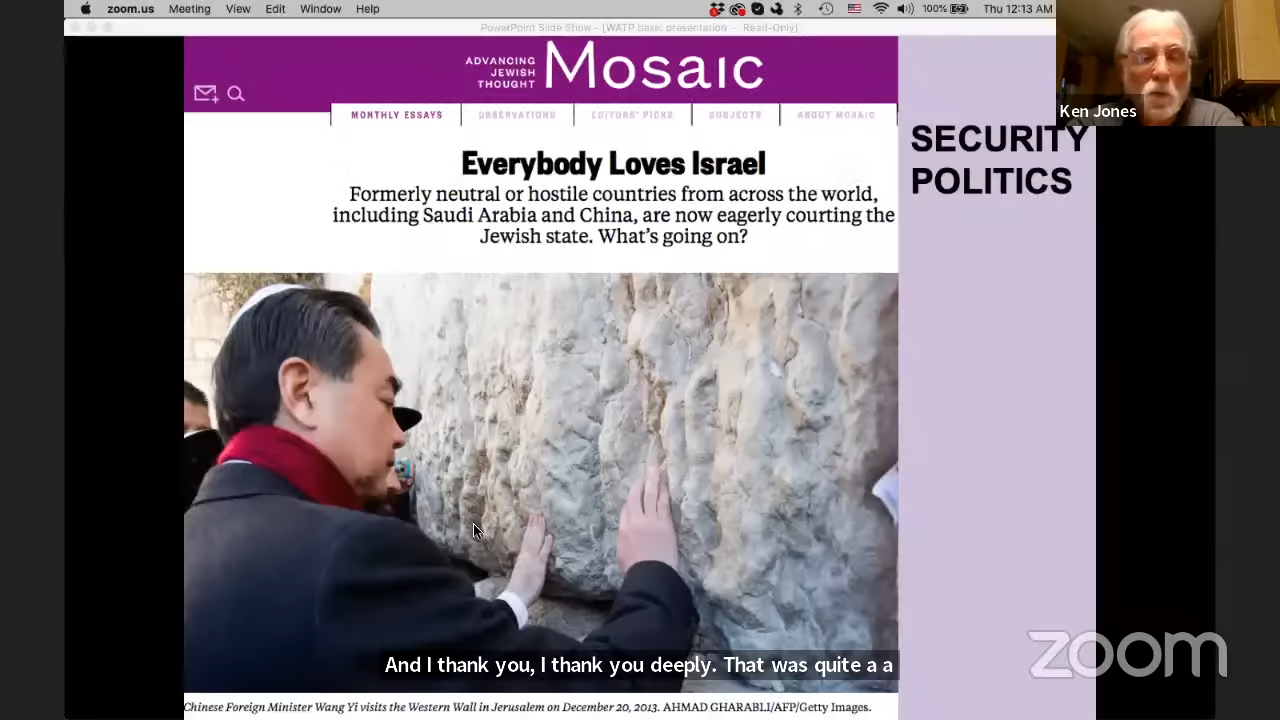 zoom.us Meeting View Edit Window Help
100%
Thu 12:13 AM
PowerPoint Slide Show - [WATP basic presentation - Read-Only]
ADVANCING
JEWISH
THOUGHT
Mosaic
MONTHLY ESSAYS
OBSERVATIONS
EDITORS' PICKS
SUBJECTS
ABOUT MOSAIC
Ken Jones
SECURITY
POLITICS
Everybody Loves Israel
Formerly neutral or hostile countries from across the world,
including Saudi Arabia and China, are now eagerly courting the
Jewish state. What's going on?
And I thank you, I thank you deeply. That was quite a a
zoom
Chinese Foreign Minister Wang Yi visits the Western Wall in Jerusalem on December 20, 2013. AHMAD GHARABLI/AFP/Getty Images.